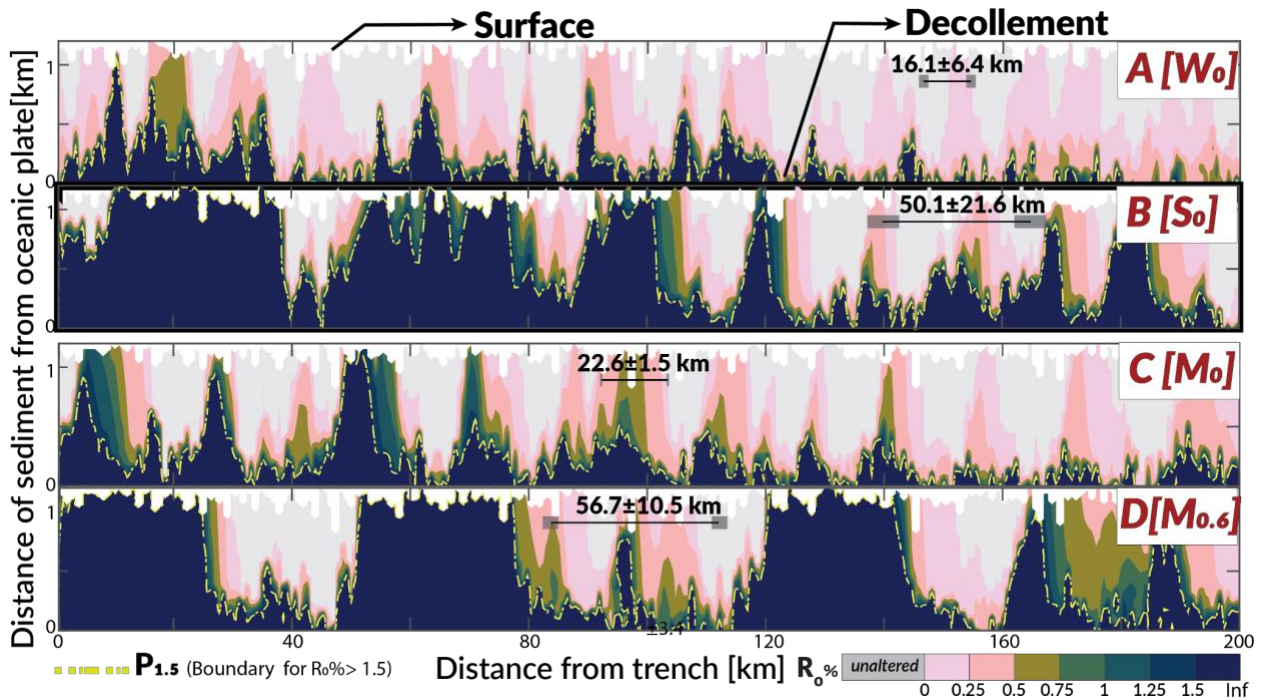 Surface
Decollement
Distance of sediment from oceanic plate[km]
1
0
16.1±6.4 km
A [W₀]
1
0
50.1±21.6 km
B [S₀]
1
0
22.6±1.5 km
C [M₀]
1
0
56.7±10.5 km
D[M₀.₆]
±3.4
0 40 80 120 160 200
P₁.₅ (Boundary for R₀%> 1.5)
Distance from trench [km]
Rₒ% unaltered
0 0.25 0.5 0.75 1 1.25 1.5 Inf